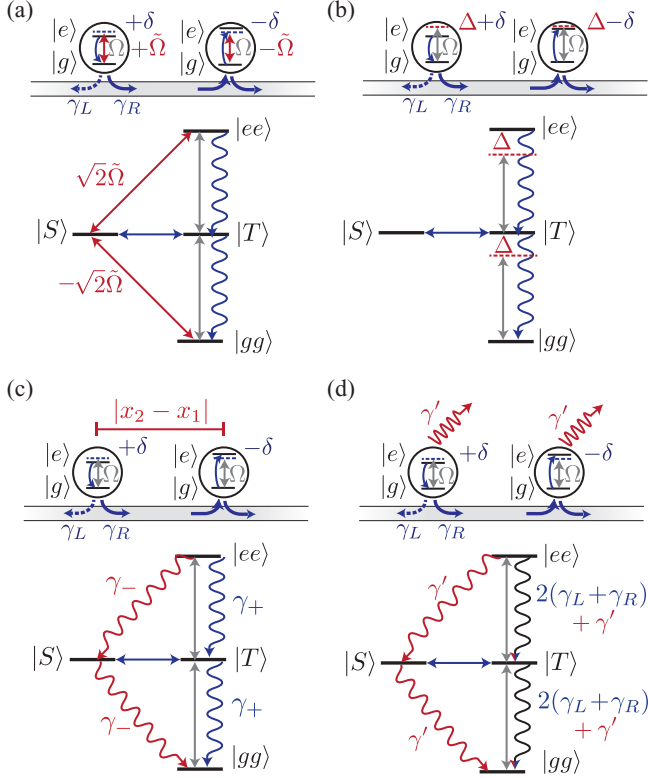 (a)
|e⟩ +δ |e⟩ −δ
Ω +Ω̃ Ω −Ω̃
|g⟩ |g⟩
γL γR
|ee⟩
√2Ω̃
|S⟩ |T⟩
−√2Ω̃
|gg⟩
(b)
|e⟩ Δ+δ |e⟩ Δ−δ
Ω Ω
|g⟩ |g⟩
γL γR
|ee⟩
Δ
|S⟩ |T⟩
Δ
|gg⟩
(c)
|x2 − x1|
|e⟩ +δ |e⟩ −δ
Ω Ω
|g⟩ |g⟩
γL γR
|ee⟩
γ− γ+
|S⟩ |T⟩
γ− γ+
|gg⟩
(d)
γ′ γ′
|e⟩ +δ |e⟩ −δ
Ω Ω
|g⟩ |g⟩
γL γR
|ee⟩
γ′ 2(γL+γR)
+ γ′
|S⟩ |T⟩
γ′ 2(γL+γR)
+ γ′
|gg⟩